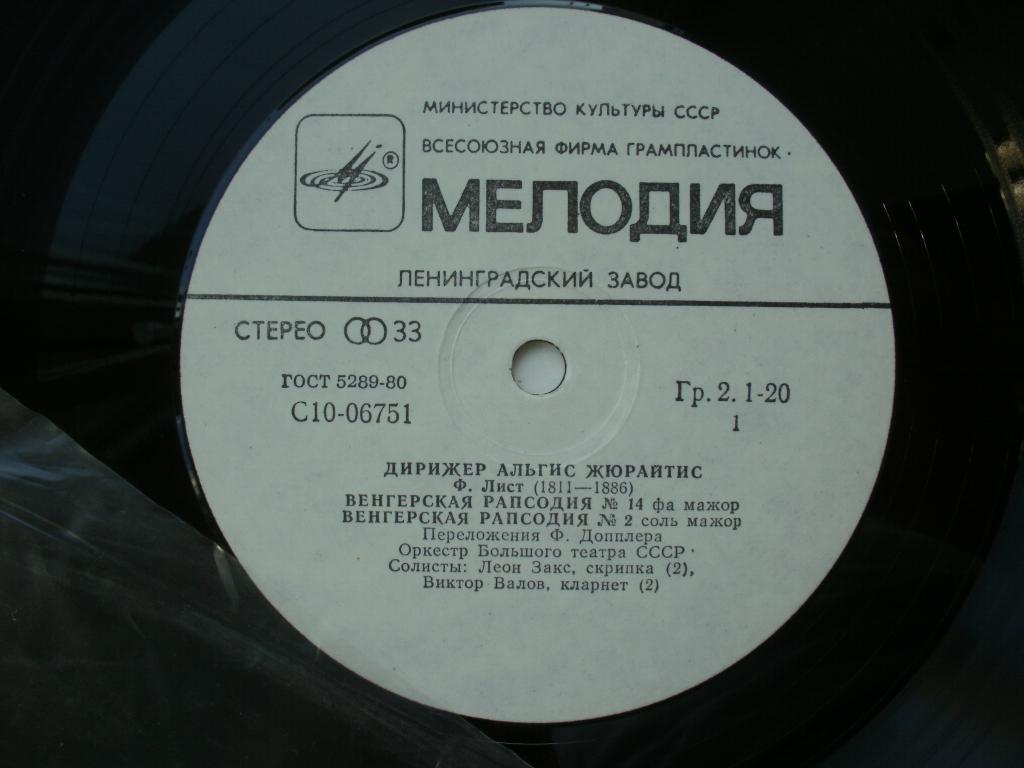 МИНИСТЕРСТВО КУЛЬТУРЫ СССР
ВСЕСОЮЗНАЯ ФИРМА ГРАМПЛАСТИНОК ·
®
МЕЛОДИЯ
ЛЕНИНГРАДСКИЙ ЗАВОД
СТЕРЕО 33
ГОСТ 5289-80
С10-06751
Гр. 2. 1-20
1
ДИРИЖЕР АЛЬГИС ЖЮРАЙТИС
Ф. Лист (1811—1886)
ВЕНГЕРСКАЯ РАПСОДИЯ № 14 фа мажор
ВЕНГЕРСКАЯ РАПСОДИЯ № 2 соль мажор
Переложения Ф. Допплера
Оркестр Большого театра СССР ·
Солисты: Леон Закс, скрипка (2),
Виктор Валов, кларнет (2)